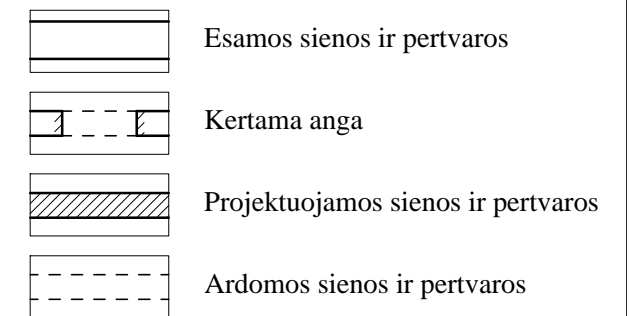 Esamos sienos ir pertvaros
Kertama anga
Projektuojamos sienos ir pertvaros
Ardomos sienos ir pertvaros